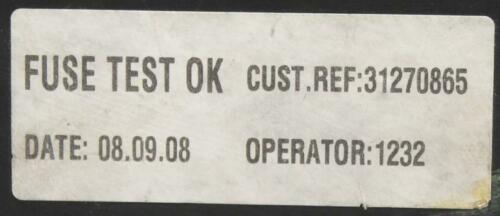 FUSE TEST OK CUST.REF:31270865
DATE: 08.09.08 OPERATOR:1232